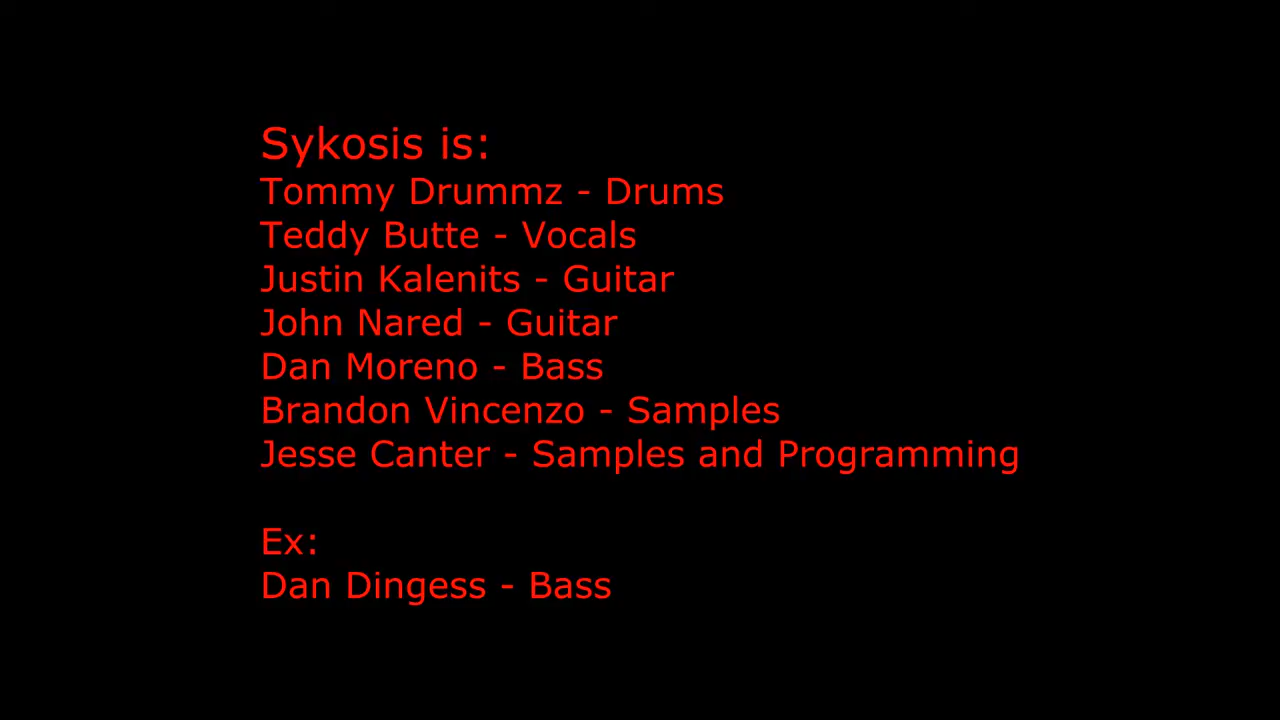 Sykosis is:
Tommy Drummz - Drums
Teddy Butte - Vocals
Justin Kalenits - Guitar
John Nared - Guitar
Dan Moreno - Bass
Brandon Vincenzo - Samples
Jesse Canter - Samples and Programming
Ex:
Dan Dingess - Bass